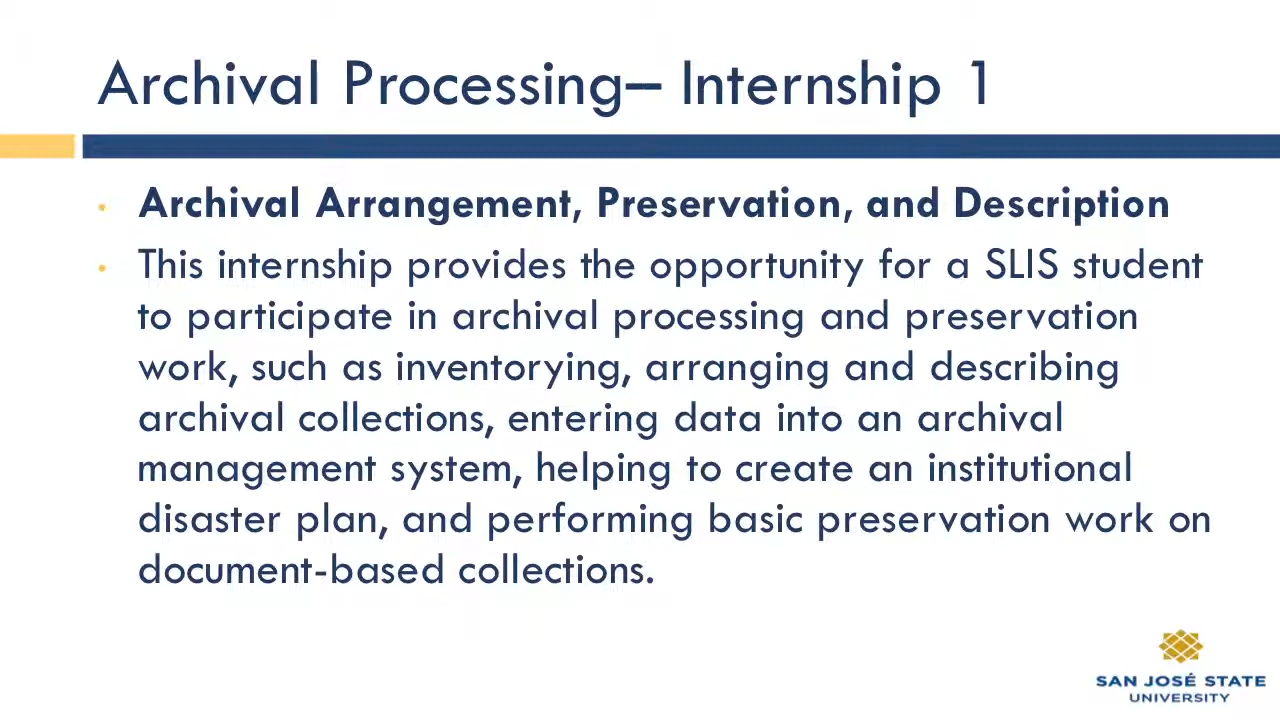 Archival Processing– Internship 1
• Archival Arrangement, Preservation, and Description
• This internship provides the opportunity for a SLIS student
to participate in archival processing and preservation
work, such as inventorying, arranging and describing
archival collections, entering data into an archival
management system, helping to create an institutional
disaster plan, and performing basic preservation work on
document-based collections.
SAN JOSÉ STATE
UNIVERSITY